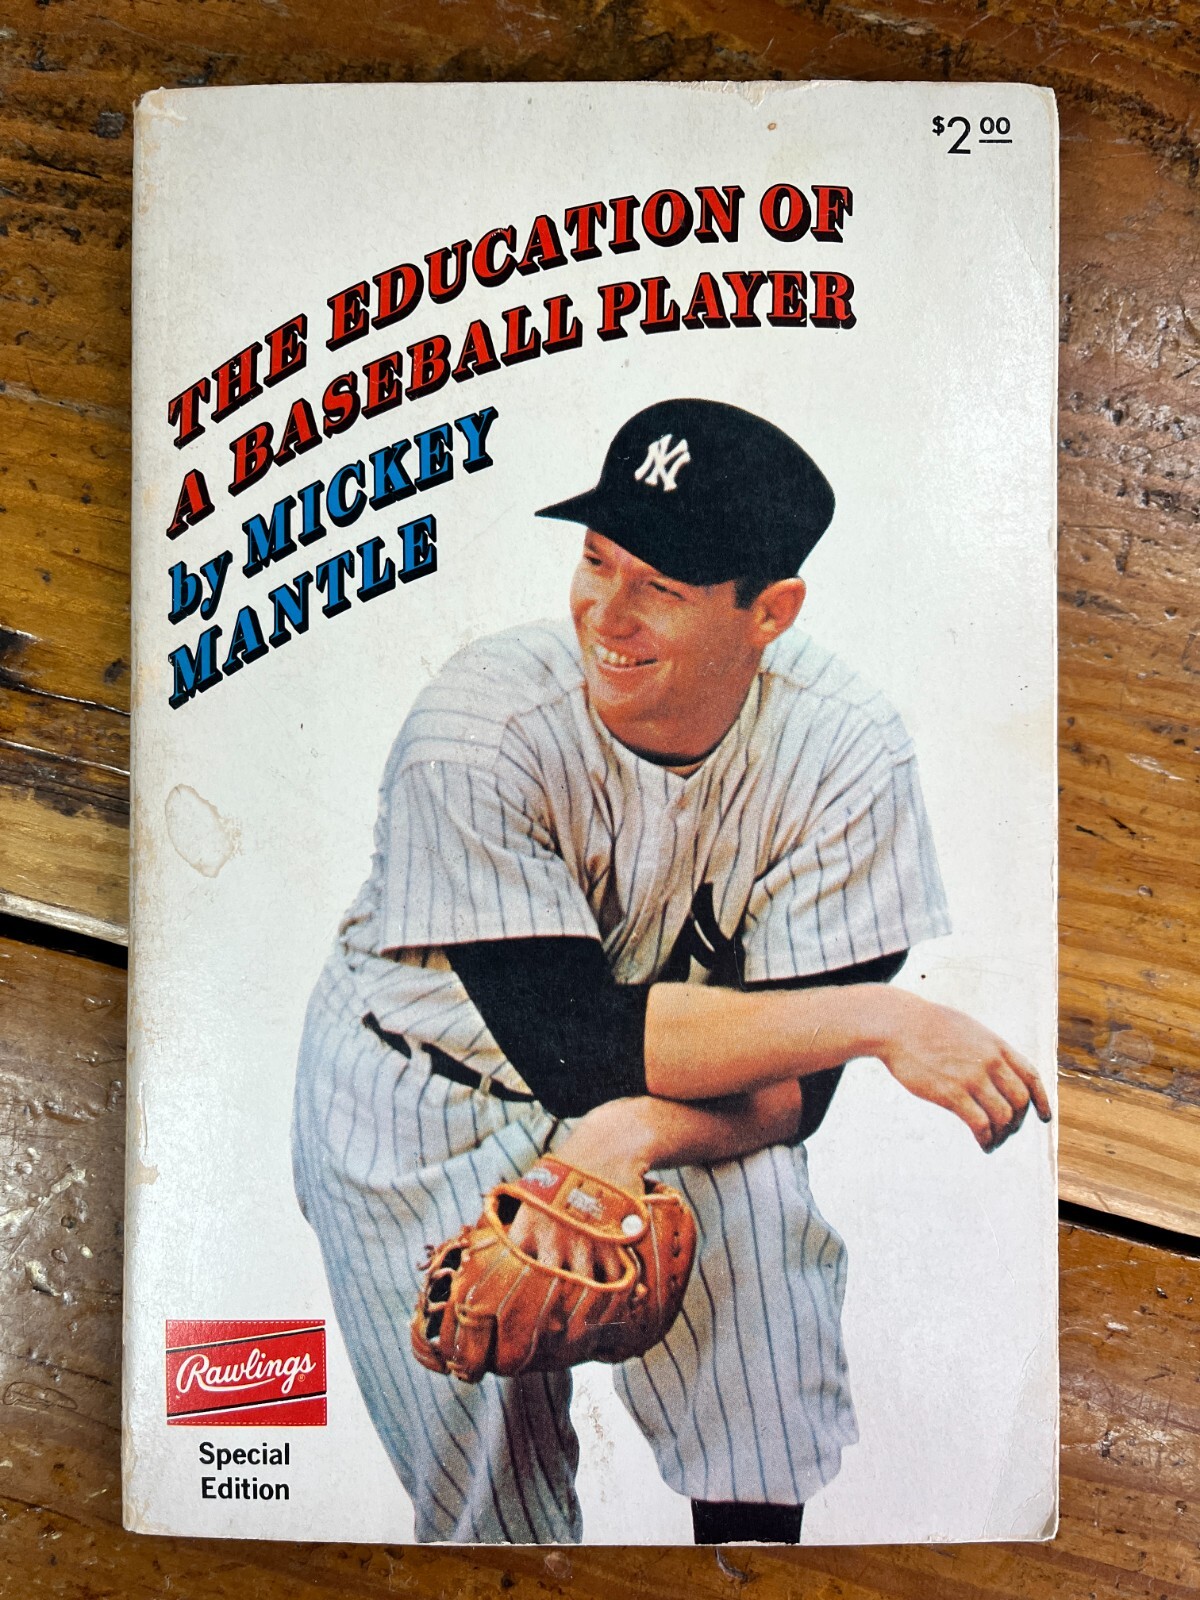 $2 00
THE EDUCATION OF
A BASEBALL PLAYER
by MICKEY
MANTLE
NY
Rawlings®
Special
Edition